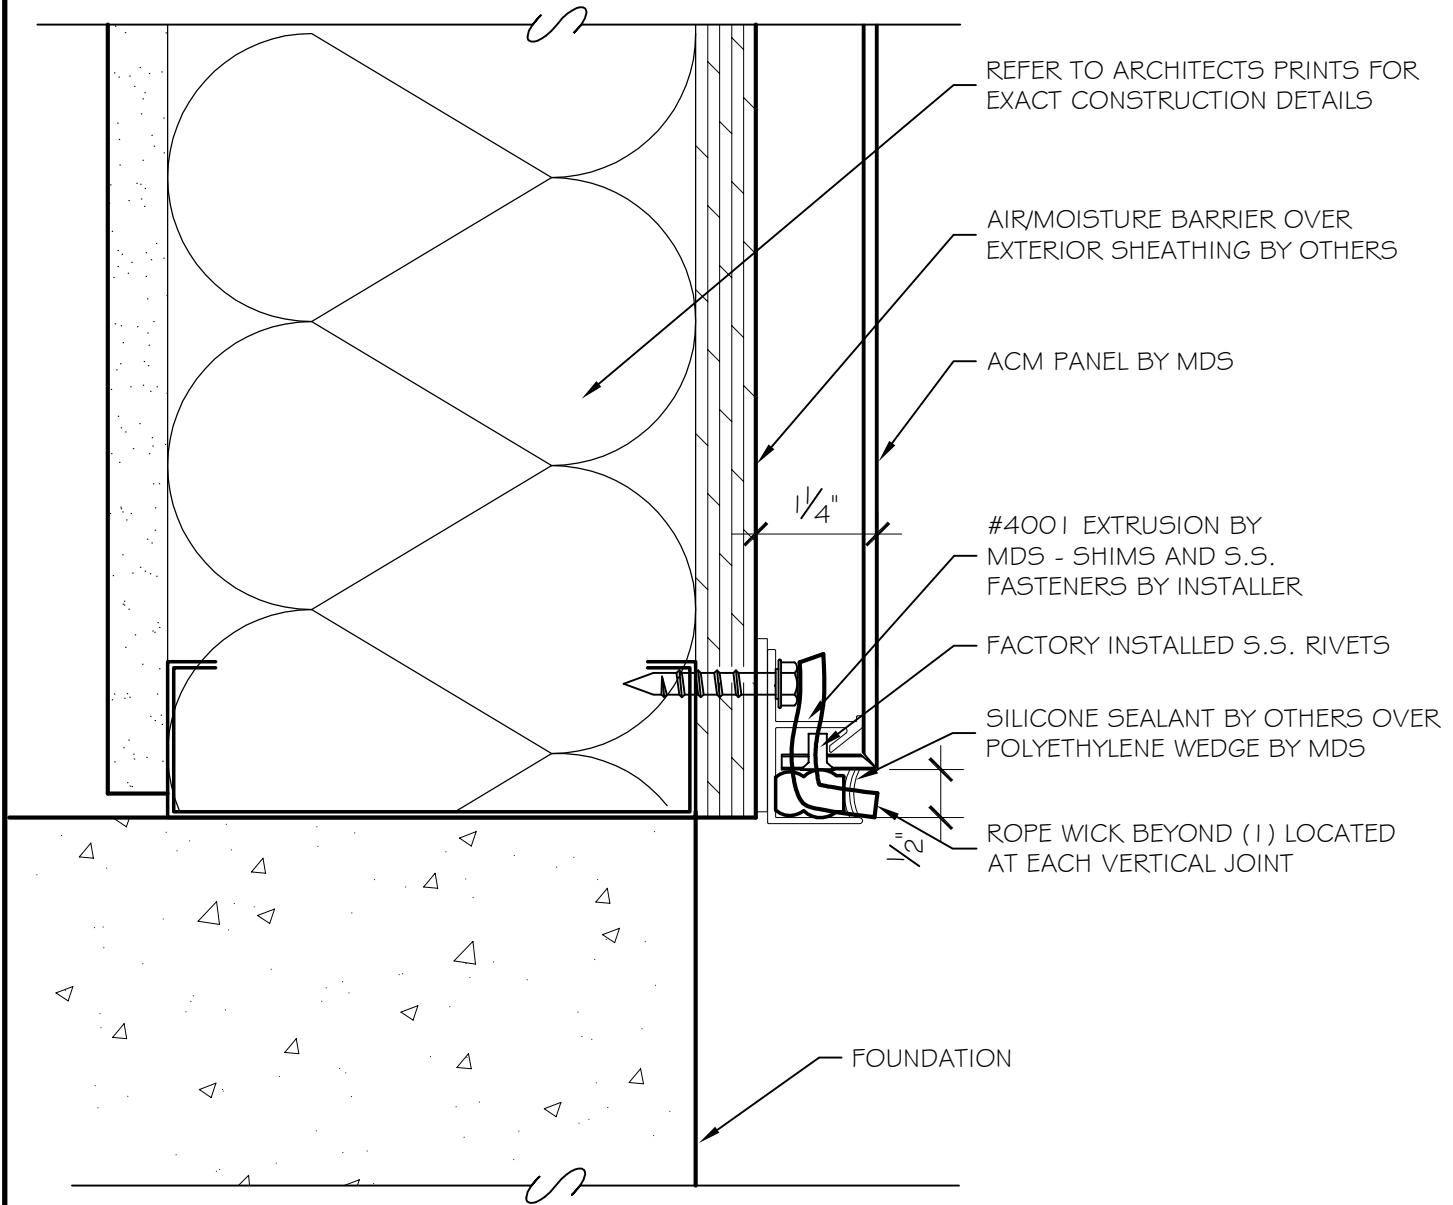 REFER TO ARCHITECTS PRINTS FOR
EXACT CONSTRUCTION DETAILS
AIR/MOISTURE BARRIER OVER
EXTERIOR SHEATHING BY OTHERS
ACM PANEL BY MDS
1 1/4"
#4001 EXTRUSION BY
MDS - SHIMS AND S.S.
FASTENERS BY INSTALLER
FACTORY INSTALLED S.S. RIVETS
SILICONE SEALANT BY OTHERS OVER
POLYETHYLENE WEDGE BY MDS
1/2"
ROPE WICK BEYOND (1) LOCATED
AT EACH VERTICAL JOINT
FOUNDATION